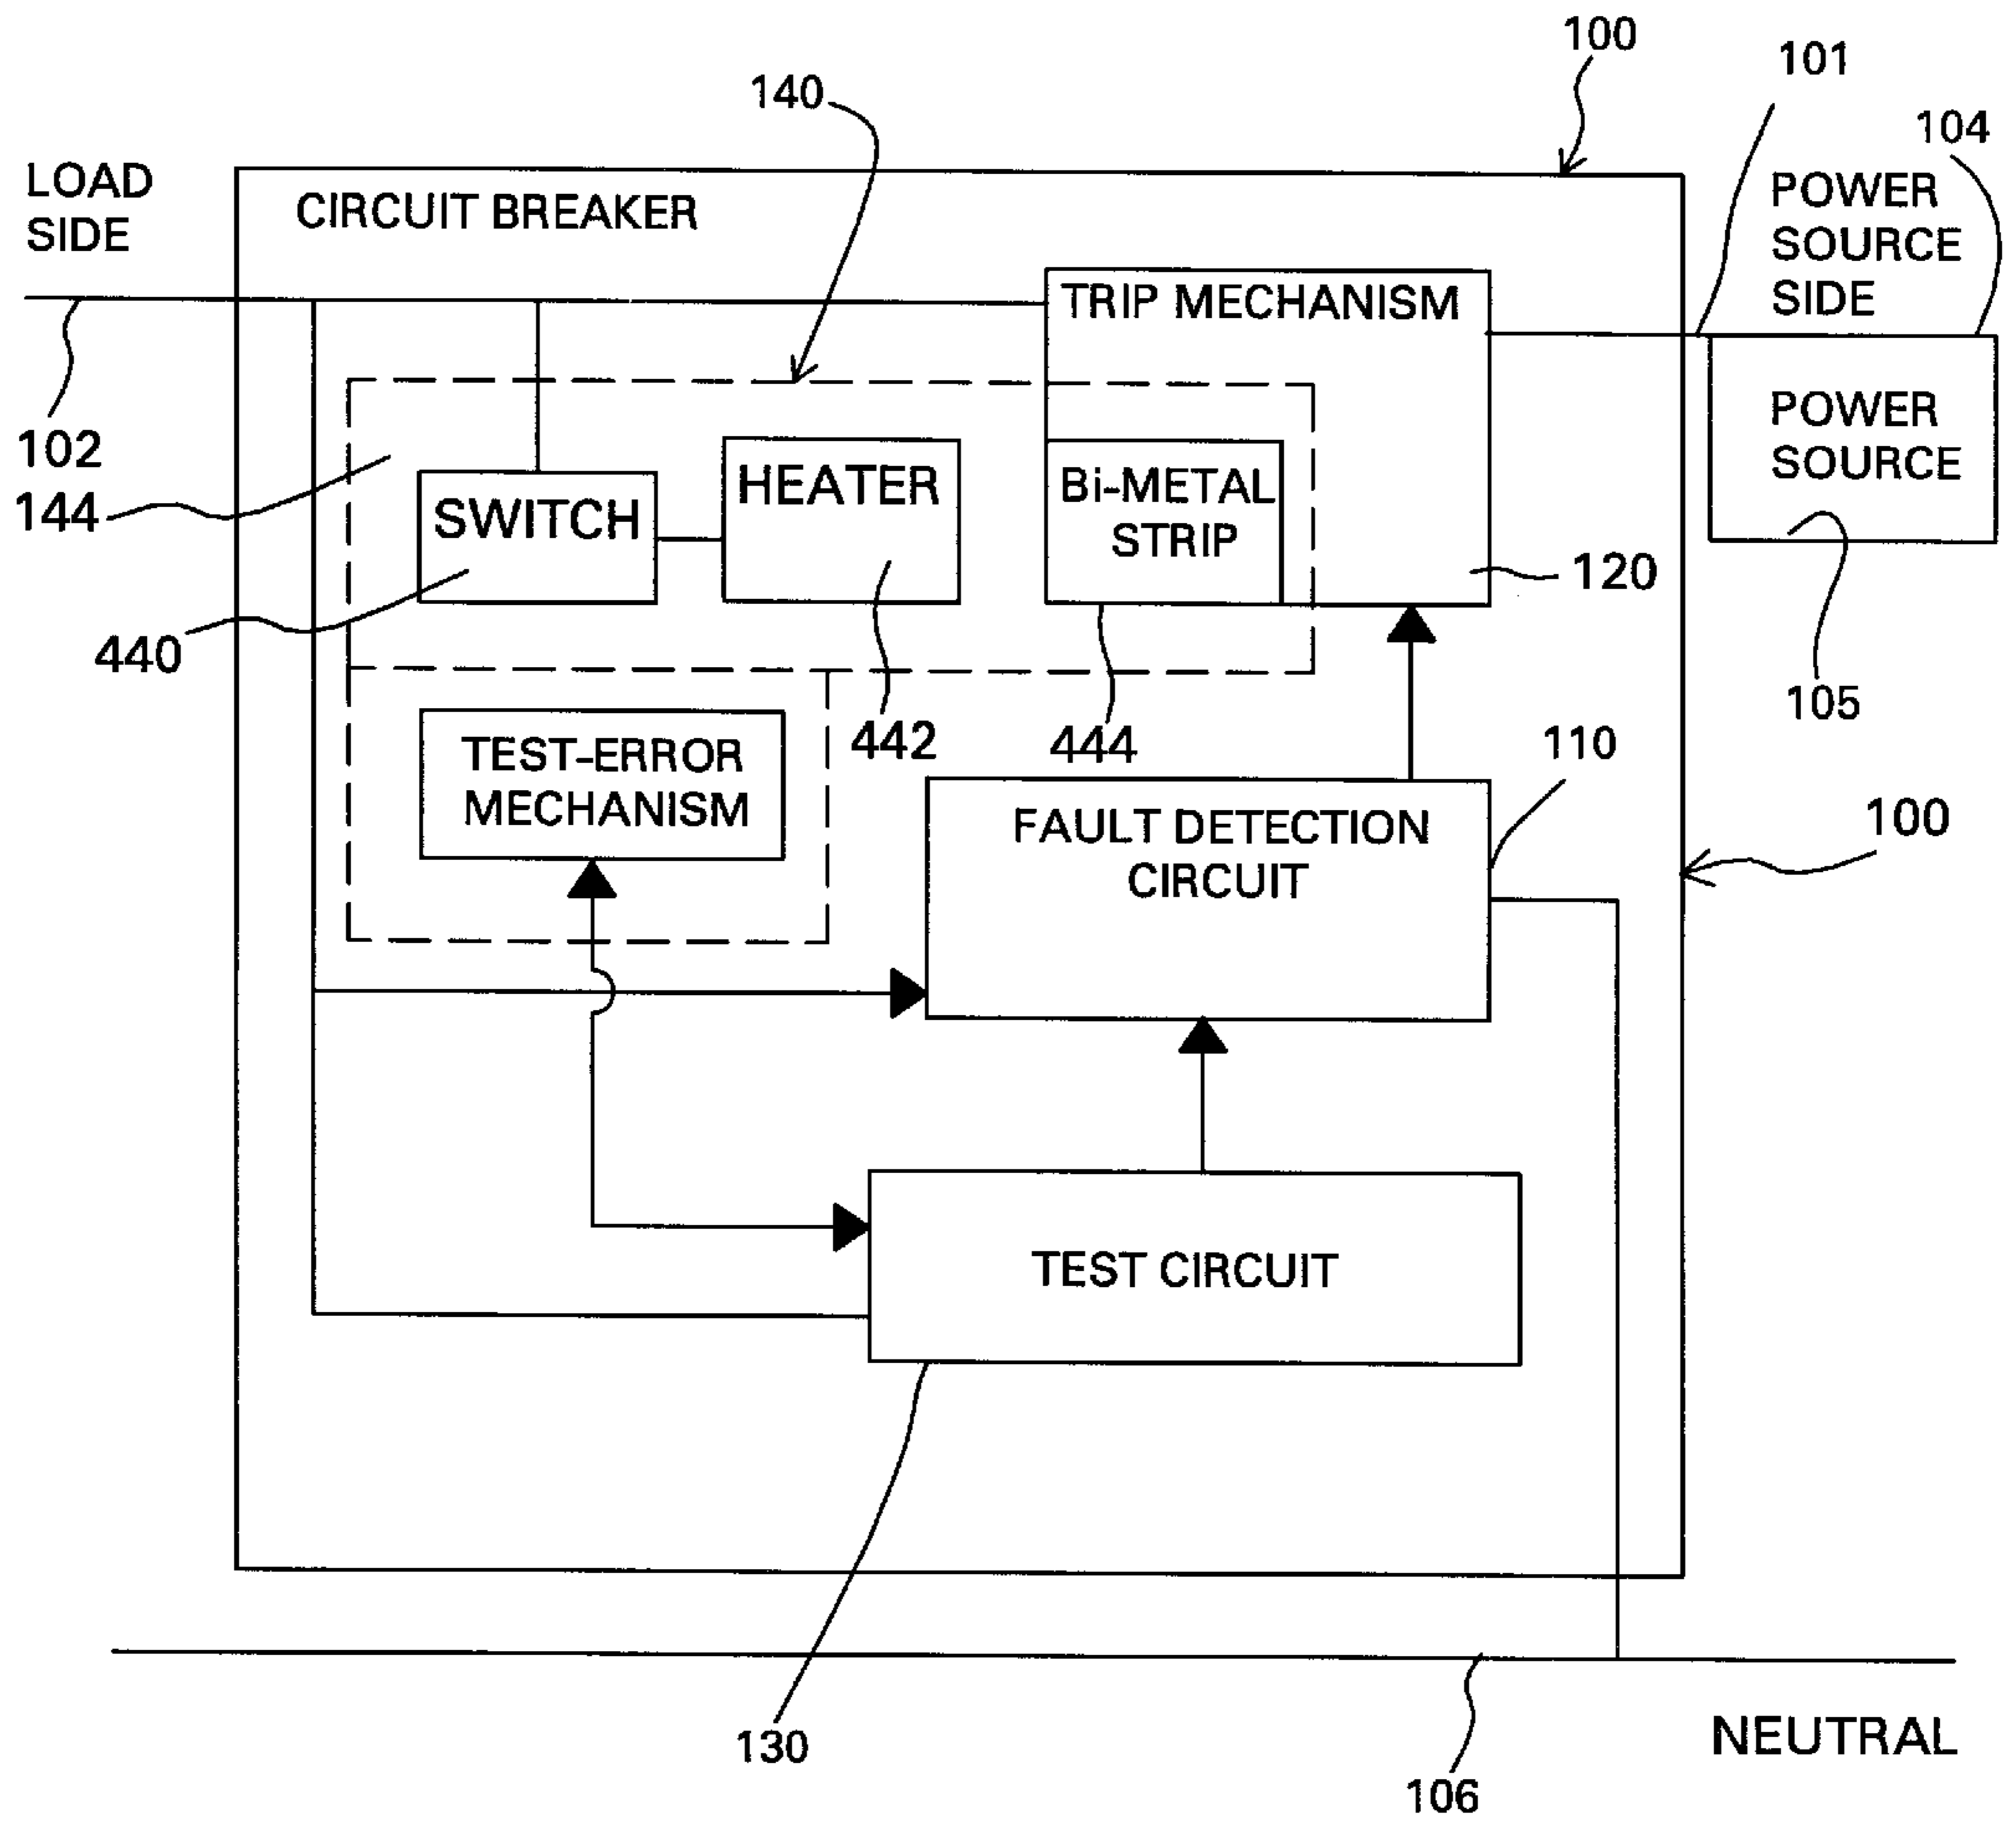 100
101
140
104
LOAD
SIDE
CIRCUIT BREAKER
POWER
SOURCE
SIDE
TRIP MECHANISM
102
144
SWITCH
HEATER
Bi-METAL
STRIP
POWER
SOURCE
120
440
442
444
105
110
TEST-ERROR
MECHANISM
FAULT DETECTION
CIRCUIT
100
TEST CIRCUIT
130
106
NEUTRAL